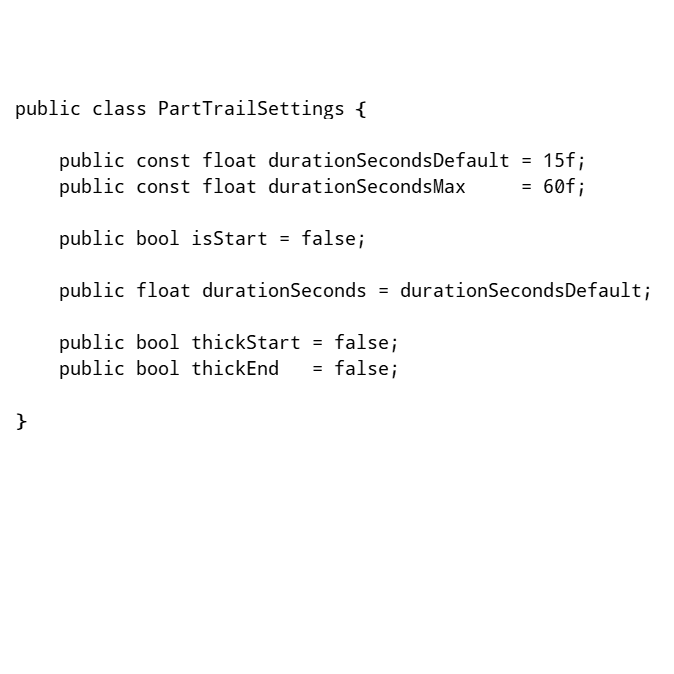 public class PartTrailSettings {
    public const float durationSecondsDefault = 15f;
    public const float durationSecondsMax     = 60f;
    public bool isStart = false;
    public float durationSeconds = durationSecondsDefault;
    public bool thickStart = false;
    public bool thickEnd   = false;
}